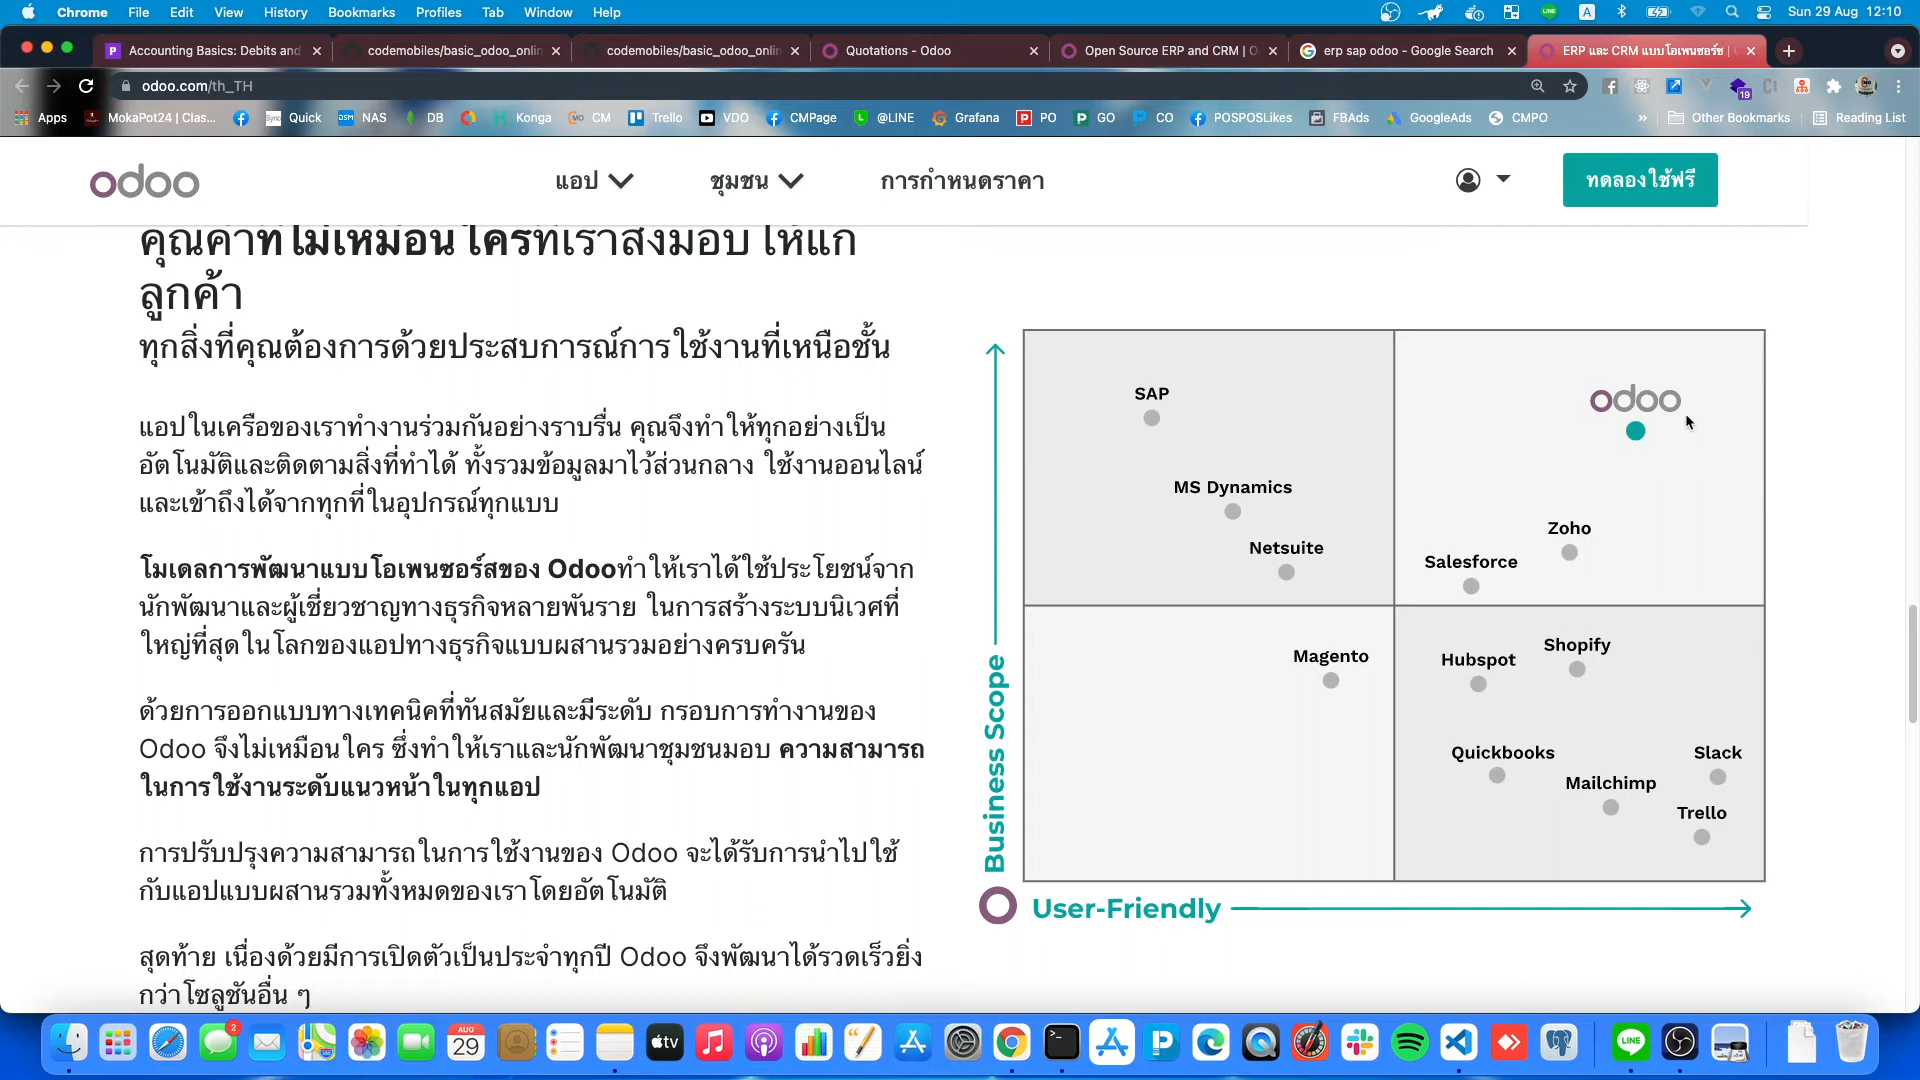 Chrome File Edit View History Bookmarks Profiles Tab Window Help
LINE A Sun 29 Aug 12:10
Accounting Basics: Debits and
codemobiles/basic_odoo_onlin
codemobiles/basic_odoo_onlin
Quotations - Odoo
Open Source ERP and CRM | O
erp sap odoo - Google Search
ERP และ CRM แบบโอเพนซอร์ซ |
odoo.com/th_TH
19
Apps MokaPot24 | Clas... Quick NAS DB Konga CM Trello VDO CMPage @LINE Grafana PO GO CO POSPOSLikes FBAds GoogleAds CMPO » Other Bookmarks Reading List
odoo
แอป
ชุมชน
การกำหนดราคา
ทดลองใช้ฟรี
คุณค่าที่ไม่เหมือนใครที่เราส่งมอบให้แก่
ลูกค้า
ทุกสิ่งที่คุณต้องการด้วยประสบการณ์การใช้งานที่เหนือชั้น
แอปในเครือของเราทำงานร่วมกันอย่างราบรื่น คุณจึงทำให้ทุกอย่างเป็น
อัตโนมัติและติดตามสิ่งที่ทำได้ ทั้งรวมข้อมูลมาไว้ส่วนกลาง ใช้งานออนไลน์
และเข้าถึงได้จากทุกที่ในอุปกรณ์ทุกแบบ
โมเดลการพัฒนาแบบโอเพนซอร์สของ Odooทำให้เราได้ใช้ประโยชน์จาก
นักพัฒนาและผู้เชี่ยวชาญทางธุรกิจหลายพันราย ในการสร้างระบบนิเวศที่
ใหญ่ที่สุดในโลกของแอปทางธุรกิจแบบผสานรวมอย่างครบครัน
ด้วยการออกแบบทางเทคนิคที่ทันสมัยและมีระดับ กรอบการทำงานของ
Odoo จึงไม่เหมือนใคร ซึ่งทำให้เราและนักพัฒนาชุมชนมอบ ความสามารถ
ในการใช้งานระดับแนวหน้าในทุกแอป
การปรับปรุงความสามารถในการใช้งานของ Odoo จะได้รับการนำไปใช้
กับแอปแบบผสานรวมทั้งหมดของเราโดยอัตโนมัติ
สุดท้าย เนื่องด้วยมีการเปิดตัวเป็นประจำทุกปี Odoo จึงพัฒนาได้รวดเร็วยิ่ง
กว่าโซลูชันอื่น ๆ
SAP
odoo
MS Dynamics
Netsuite
Zoho
Salesforce
Magento
Hubspot
Shopify
Quickbooks
Slack
Mailchimp
Trello
Business Scope
User-Friendly
2
AUG
29
tv
LINE